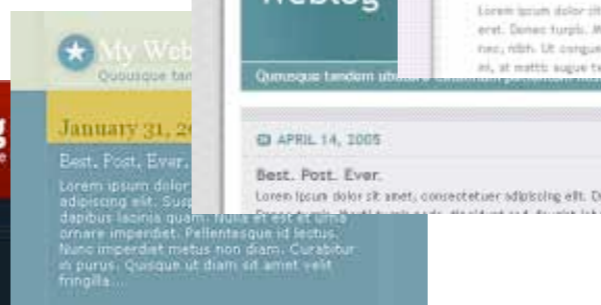 My Web
Quousque tan
January 31, 20
Best. Post. Ever.
Lorem ipsum dolor
adipiscing elit. Susp
dapibus lacinia quam. Nulla et est et urna
ornare imperdiet. Pellentesque id lectus.
Nunc imperdiet metus non diam. Curabitur
in purus. Quisque ut diam sit amet velit
fringilla....
Weblog
Quousque tandem
APRIL 14, 2005
Best. Post. Ever.
Lorem ipsum dolor sit amet, consectetuer adipiscing elit.
Lorem ipsum dolor sit
erat. Donec turpis.
nec, nibh. Ut congue
mi, at mattis augue